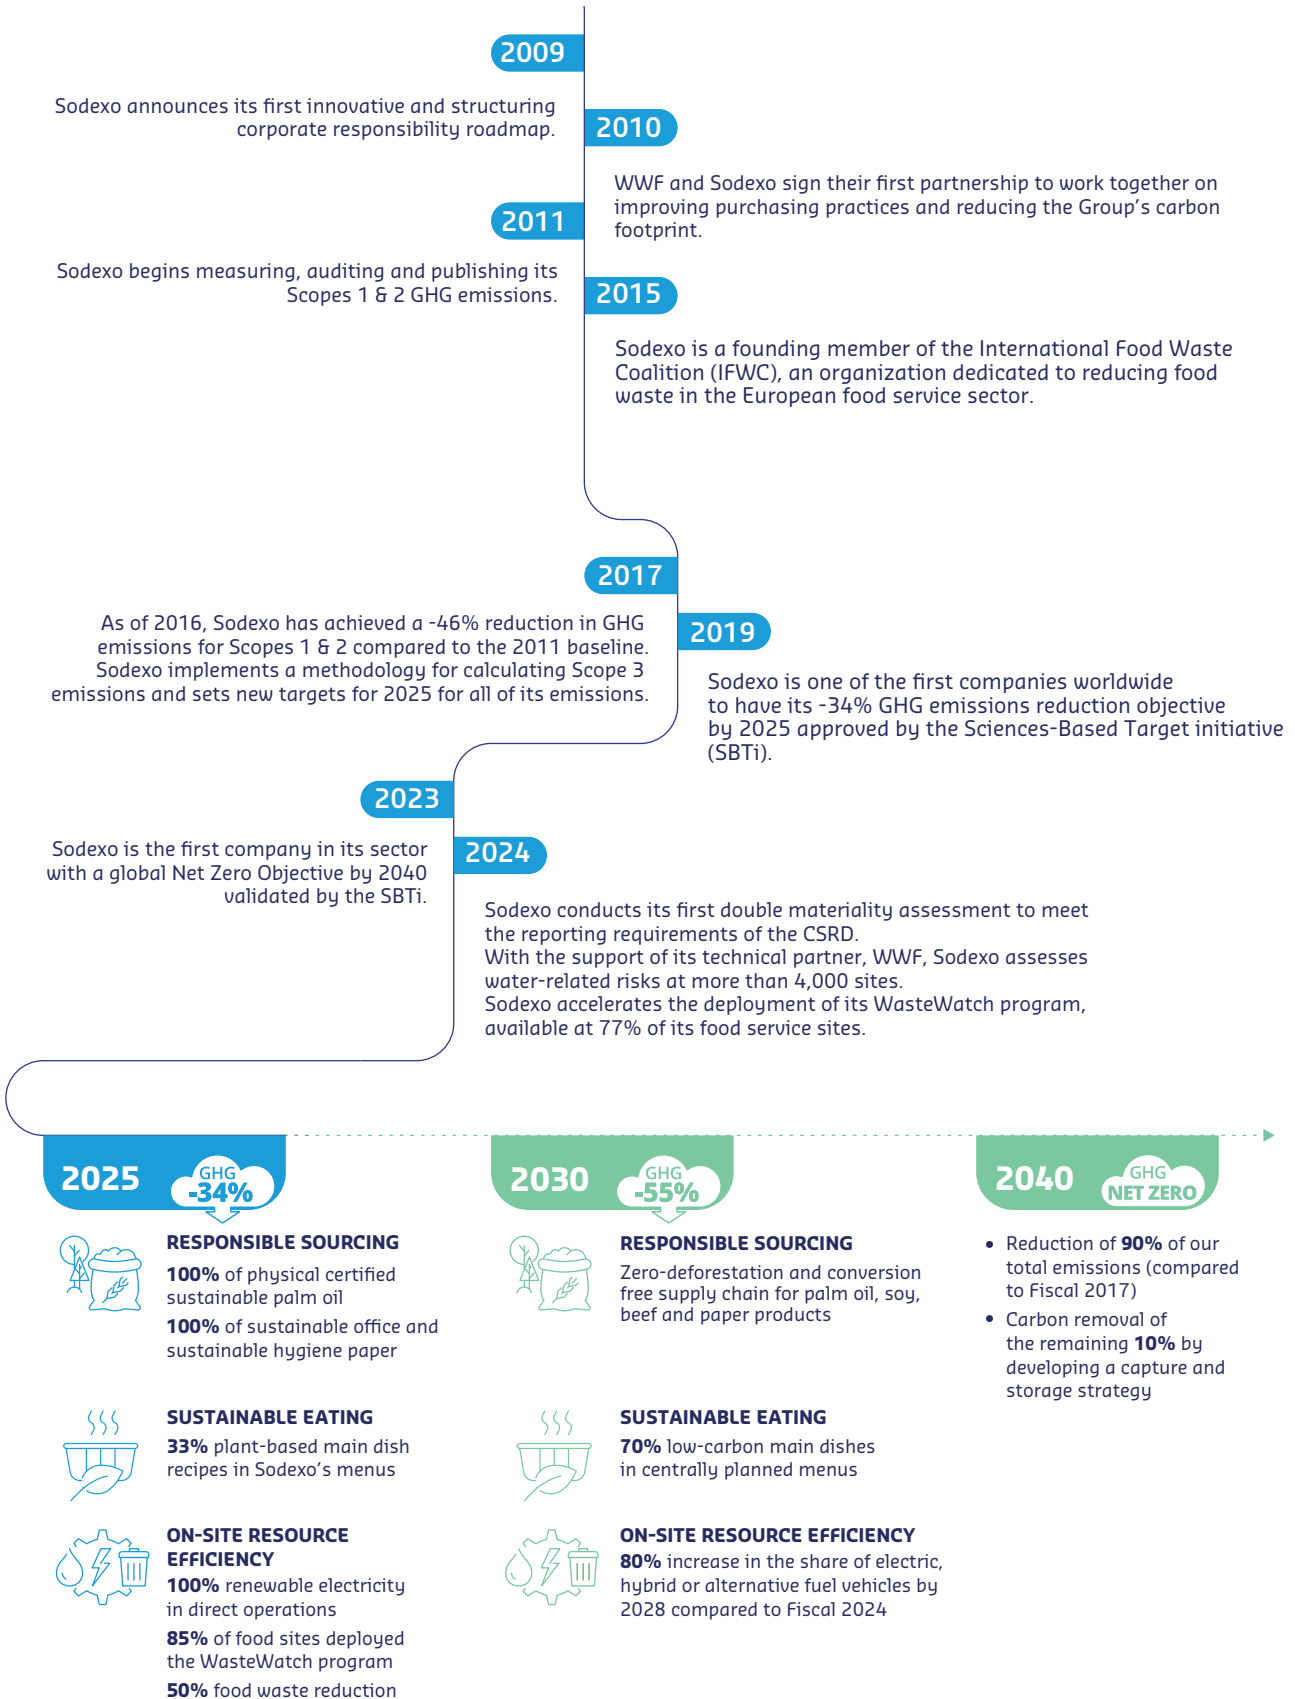 2009
Sodexo announces its first innovative and structuring
corporate responsibility roadmap.
2010
WWF and Sodexo sign their first partnership to work together on
improving purchasing practices and reducing the Group's carbon
footprint.
2011
Sodexo begins measuring, auditing and publishing its
Scopes 1 & 2 GHG emissions.
2015
Sodexo is a founding member of the International Food Waste
Coalition (IFWC), an organization dedicated to reducing food
waste in the European food service sector.
2017
As of 2016, Sodexo has achieved a -46% reduction in GHG
emissions for Scopes 1 & 2 compared to the 2011 baseline.
Sodexo implements a methodology for calculating Scope 3
emissions and sets new targets for 2025 for all of its emissions.
2019
Sodexo is one of the first companies worldwide
to have its -34% GHG emissions reduction objective
by 2025 approved by the Sciences-Based Target initiative
(SBTi).
2023
Sodexo is the first company in its sector
with a global Net Zero Objective by 2040
validated by the SBTi.
2024
Sodexo conducts its first double materiality assessment to meet
the reporting requirements of the CSRD.
With the support of its technical partner, WWF, Sodexo assesses
water-related risks at more than 4,000 sites.
Sodexo accelerates the deployment of its WasteWatch program,
available at 77% of its food service sites.
2025
GHG
-34%
RESPONSIBLE SOURCING
100% of physical certified
sustainable palm oil
100% of sustainable office and
sustainable hygiene paper
SUSTAINABLE EATING
33% plant-based main dish
recipes in Sodexo's menus
ON-SITE RESOURCE
EFFICIENCY
100% renewable electricity
in direct operations
85% of food sites deployed
the WasteWatch program
50% food waste reduction
2030
GHG
-55%
RESPONSIBLE SOURCING
Zero-deforestation and conversion
free supply chain for palm oil, soy,
beef and paper products
SUSTAINABLE EATING
70% low-carbon main dishes
in centrally planned menus
ON-SITE RESOURCE EFFICIENCY
80% increase in the share of electric,
hybrid or alternative fuel vehicles by
2028 compared to Fiscal 2024
2040
GHG
NET ZERO
• Reduction of 90% of our
total emissions (compared
to Fiscal 2017)
• Carbon removal of
the remaining 10% by
developing a capture and
storage strategy